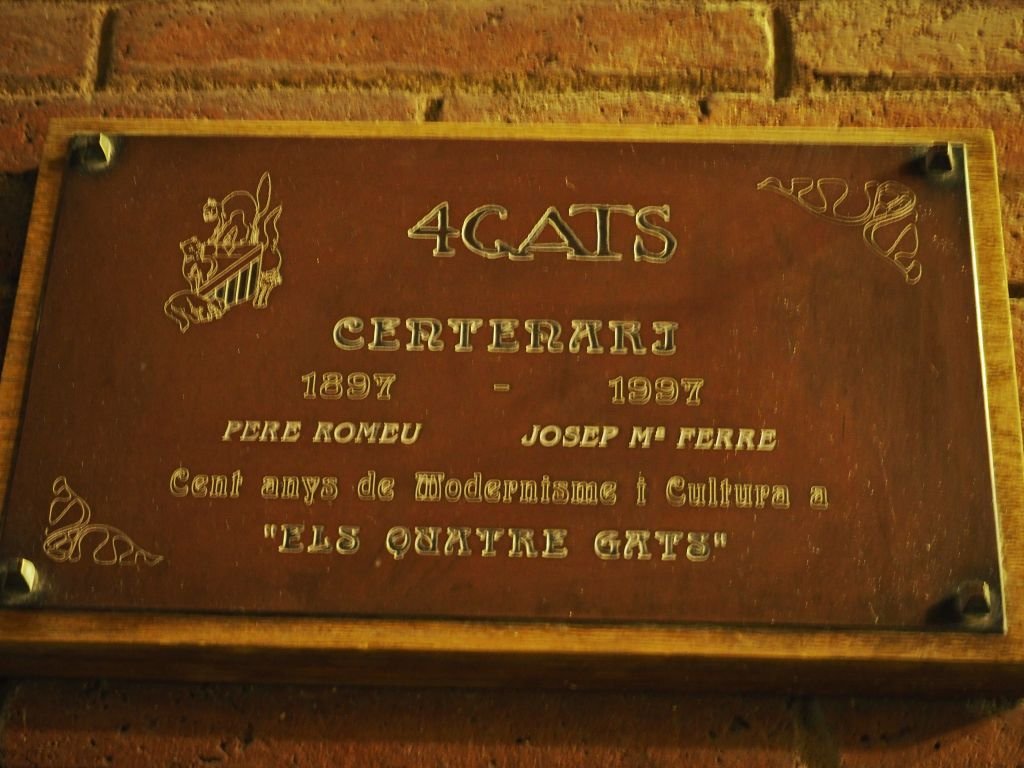 4GATS
CENTENARI
1897 - 1997
PERE ROMEU JOSEP Mª FERRE
Cent anys de Modernisme i Cultura a
"ELS QUATRE GATS"